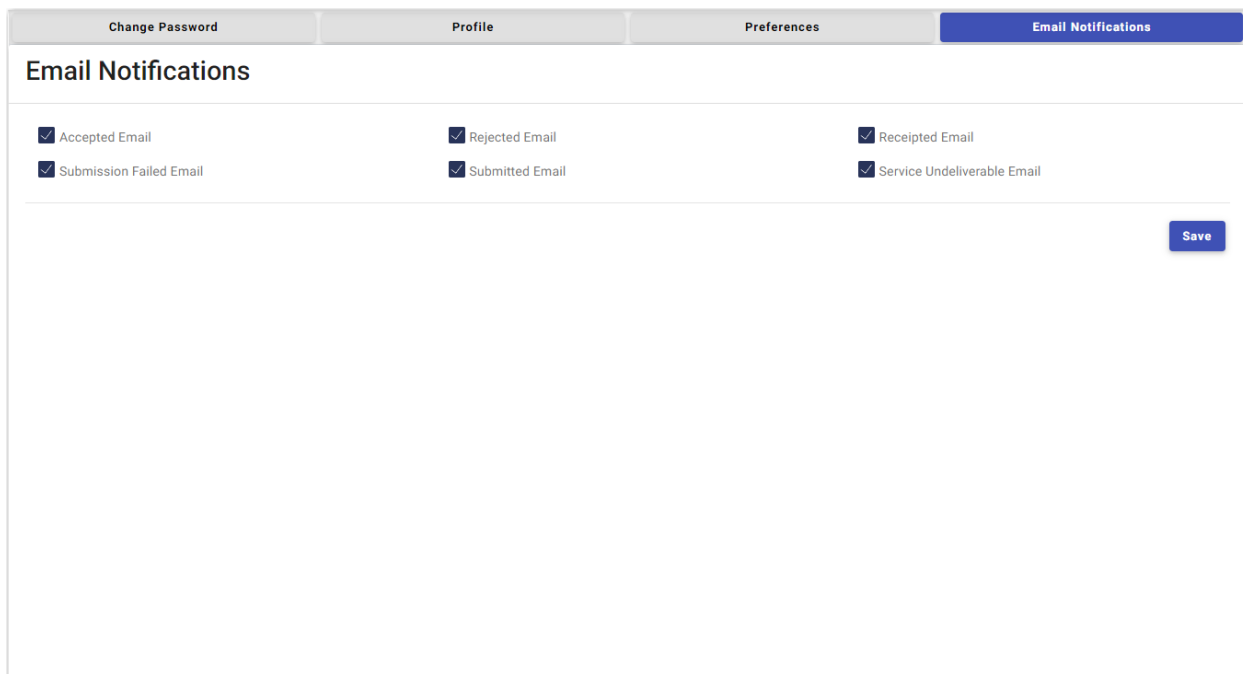 Change Password Profile Preferences Email Notifications
Email Notifications
Accepted Email Rejected Email Receipted Email
Submission Failed Email Submitted Email Service Undeliverable Email
Save